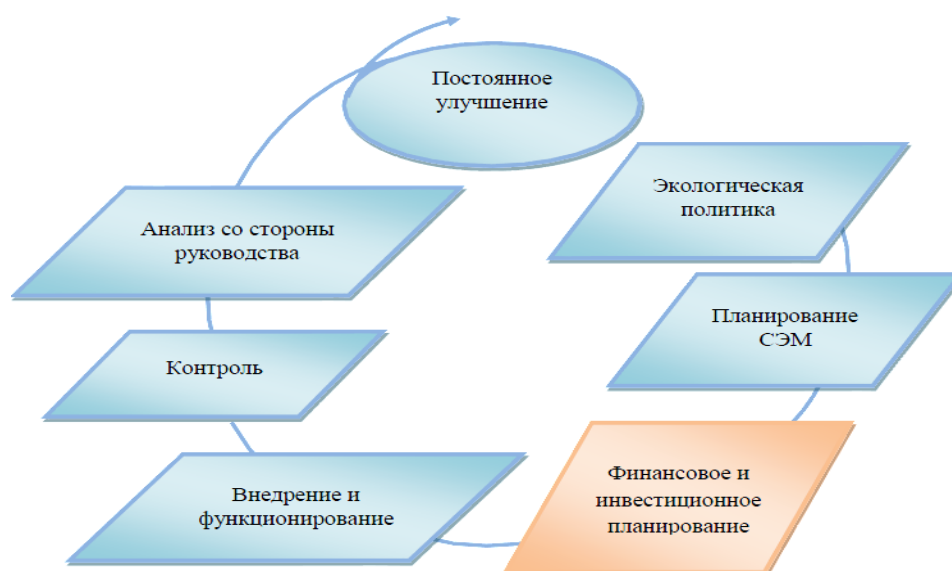 Постоянное
улучшение
Экологическая
политика
Анализ со стороны
руководства
Планирование
СЭМ
Контроль
Финансовое и
инвестиционное
планирование
Внедрение и
функционирование